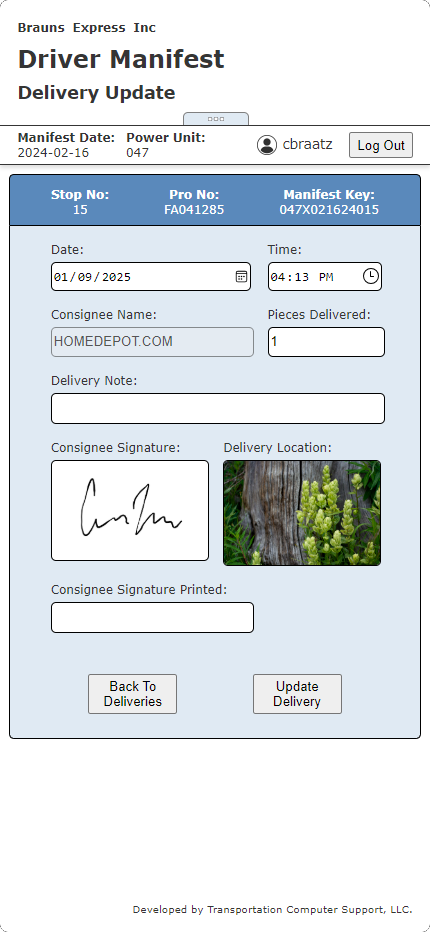 Brauns Express Inc
Driver Manifest
Delivery Update
Manifest Date: Power Unit:
2024-02-16 047
cbraatz
Log Out
Stop No: Pro No: Manifest Key:
15 FA041285 047X021624015
Date: Time:
01/09/2025 04:13 PM
Consignee Name: Pieces Delivered:
HOMEDEPOT.COM 1
Delivery Note:
Consignee Signature: Delivery Location:
Consignee Signature Printed:
Back To
Deliveries
Update
Delivery
Developed by Transportation Computer Support, LLC.